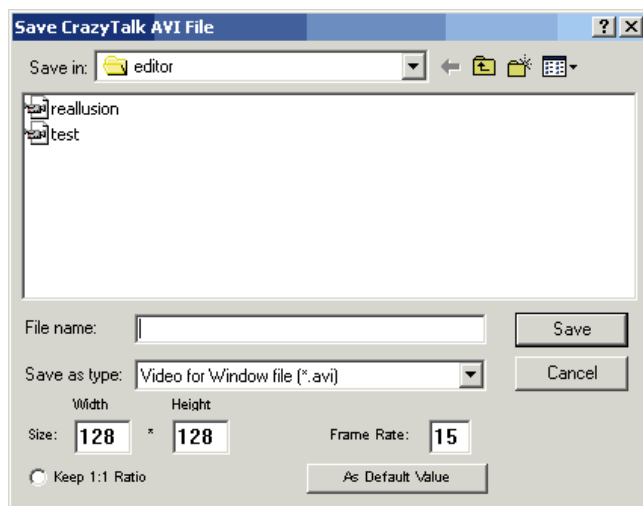 Save CrazyTalk AVI File
Save in: editor
reallusion
test
File name:
Save
Save as type: Video for Window file (*.avi)
Cancel
Width Height
Size: 128 * 128 Frame Rate: 15
Keep 1:1 Ratio As Default Value